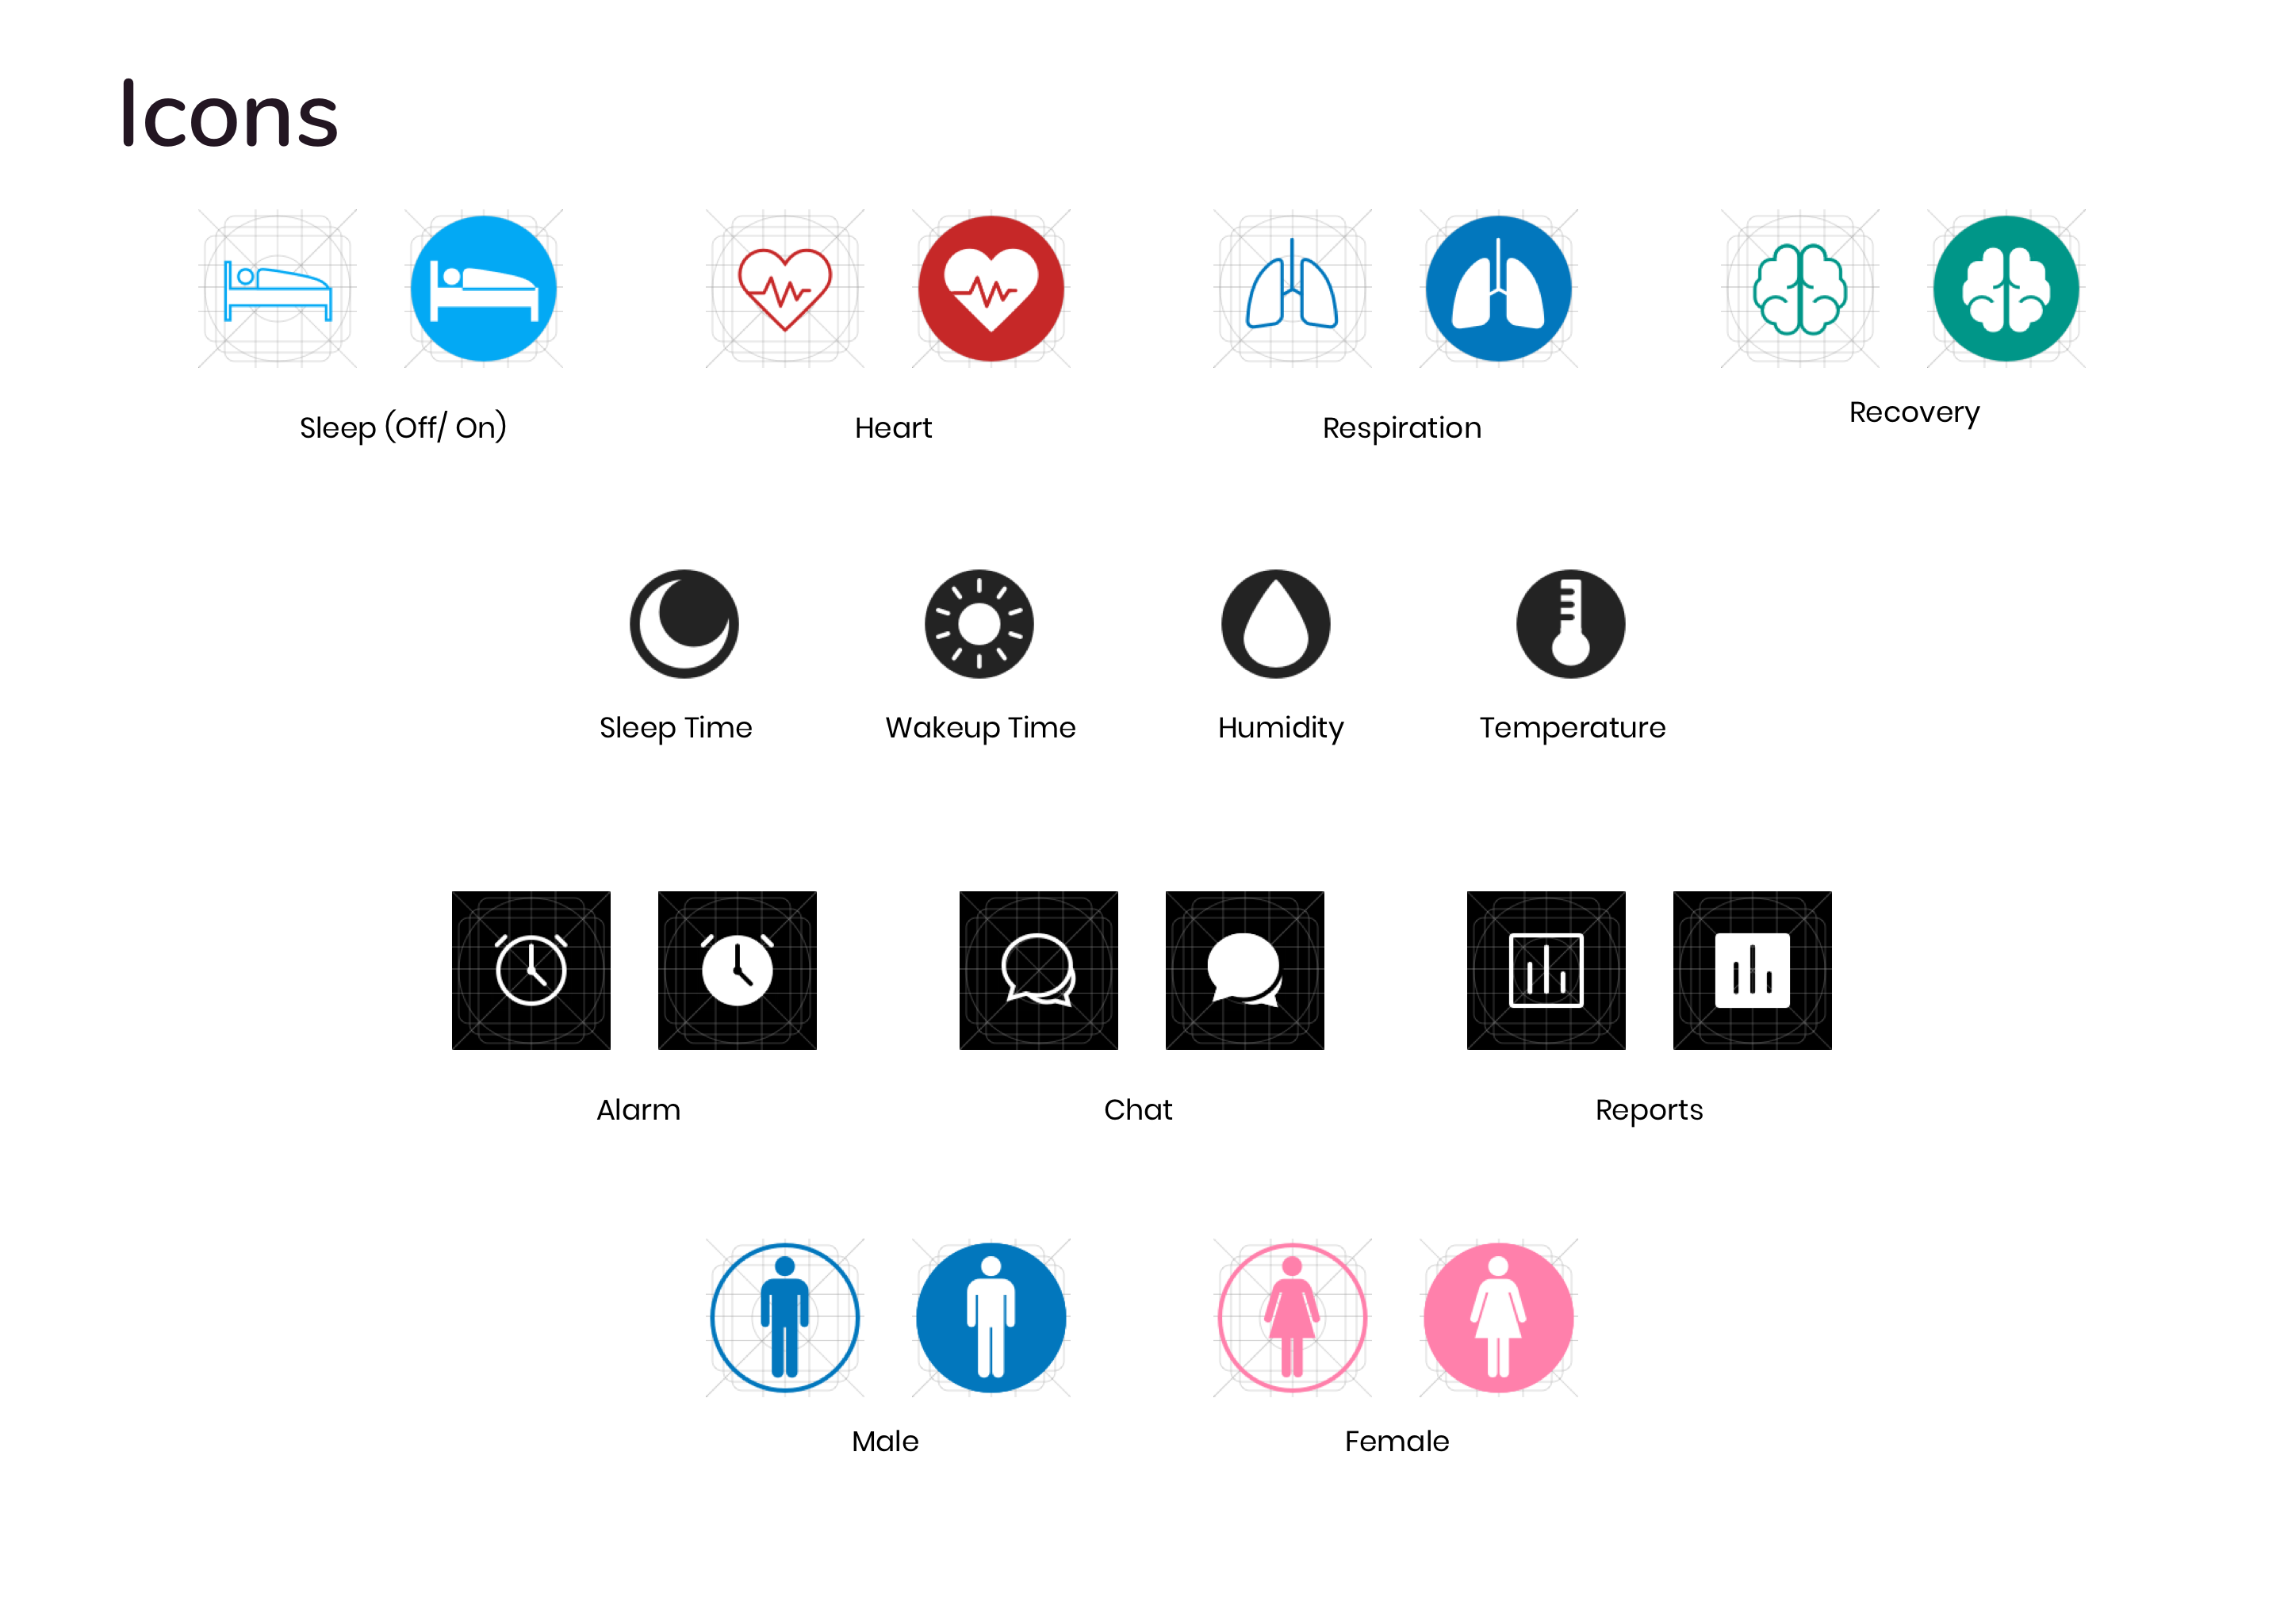 Icons
Sleep (Off/ On)
Heart
Respiration
Recovery
Sleep Time
Wakeup Time
Humidity
Temperature
Alarm
Chat
Reports
Male
Female